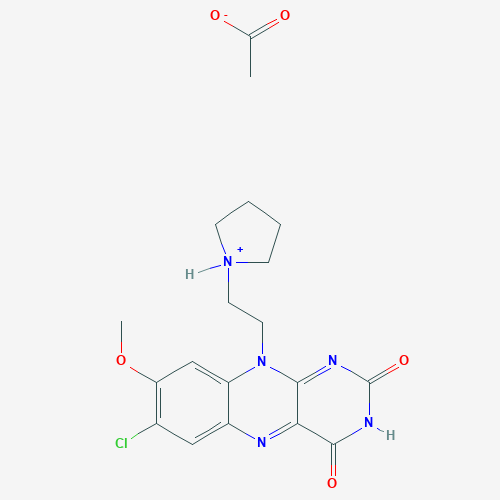 O - O
+
H N
O N N O
Cl N N H
O